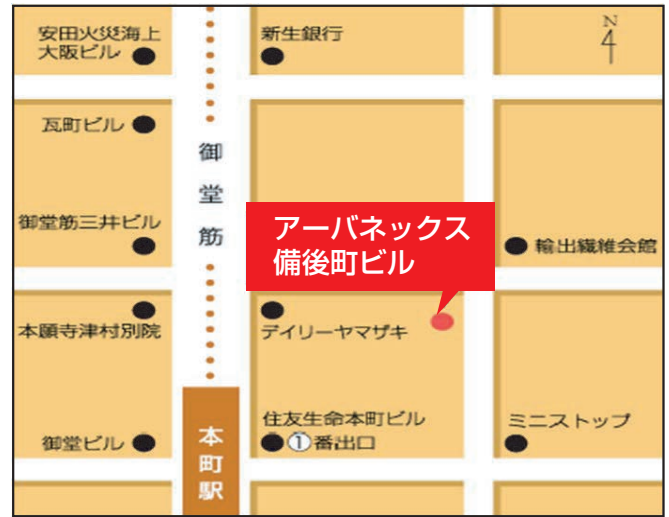 安田火災海上
大阪ビル
新生銀行
N
瓦町ビル
御堂筋
御堂筋三井ビル
アーバネックス
備後町ビル
輸出繊維会館
本願寺津村別院
デイリーヤマザキ
住友生命本町ビル
①番出口
ミニストップ
御堂ビル
本町駅